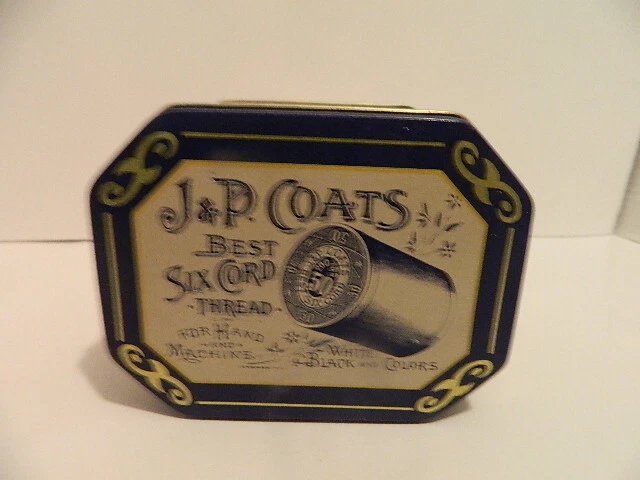 J & P. COATS
BEST
SIX CORD
- THREAD -
FOR HAND
- AND -
MACHINE
WHITE
BLACK AND COLORS
50